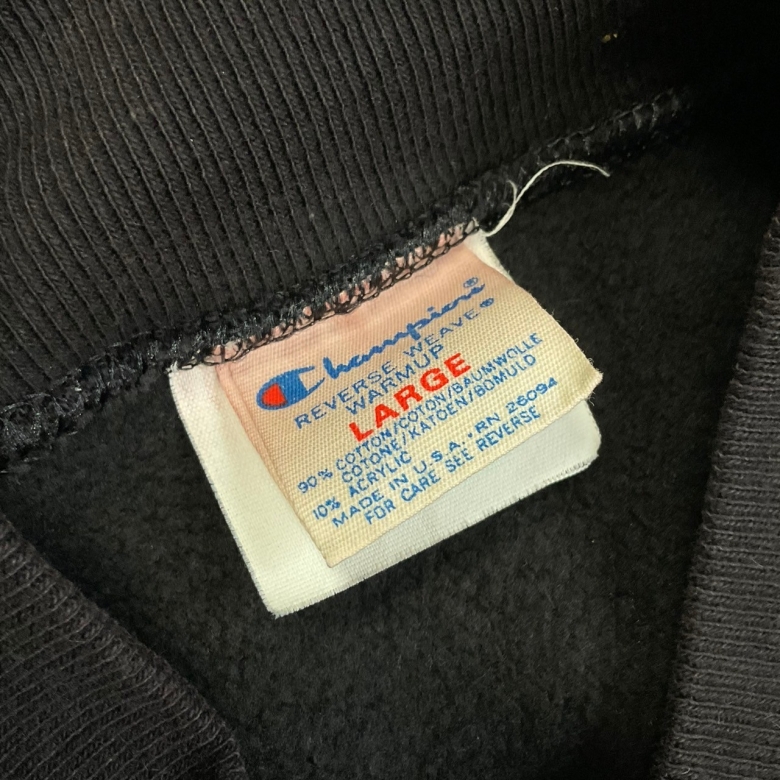 Champion®
REVERSE WEAVE®
WARMUP
LARGE
90% COTTON/COTON/BAUMWOLLE
COTONE/KATOEN/BOMULD
10% ACRYLIC
MADE IN U.S.A. • RN 26094
FOR CARE SEE REVERSE